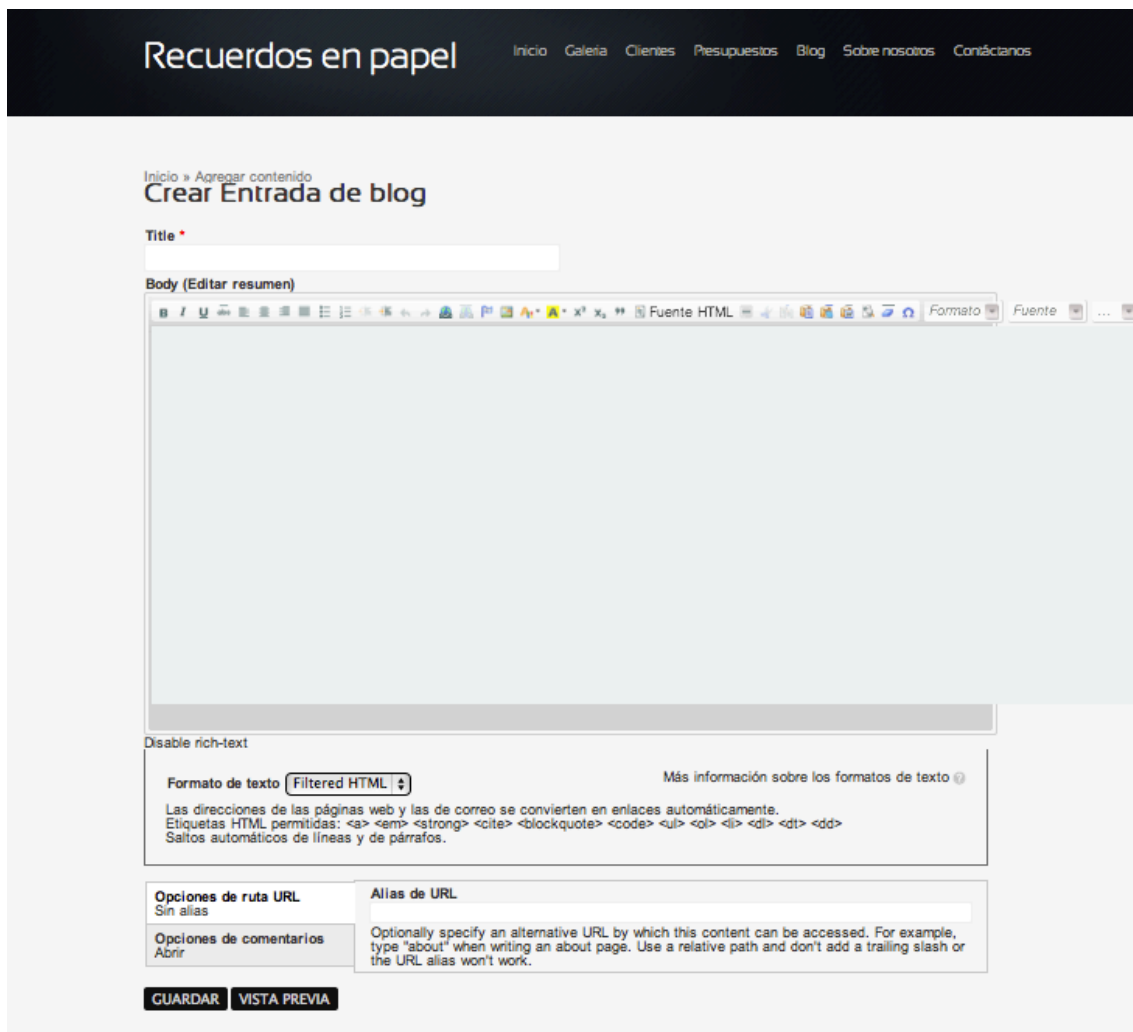 Recuerdos en papel
Inicio Galeria Clientes Presupuestos Blog Sobre nosotros Contáctanos
Inicio » Agregar contenido
Crear Entrada de blog
Title *
Body (Editar resumen)
B I U abc x² x₂ Fuente HTML Ω Formato Fuente ...
Disable rich-text
Formato de texto Filtered HTML Más información sobre los formatos de texto
Las direcciones de las páginas web y las de correo se convierten en enlaces automáticamente.
Etiquetas HTML permitidas: <a> <em> <strong> <cite> <blockquote> <code> <ul> <ol> <li> <dl> <dt> <dd>
Saltos automáticos de líneas y de párrafos.
Opciones de ruta URL
Sin alias
Opciones de comentarios
Abrir
Alias de URL
Optionally specify an alternative URL by which this content can be accessed. For example,
type "about" when writing an about page. Use a relative path and don't add a trailing slash or
the URL alias won't work.
GUARDAR VISTA PREVIA